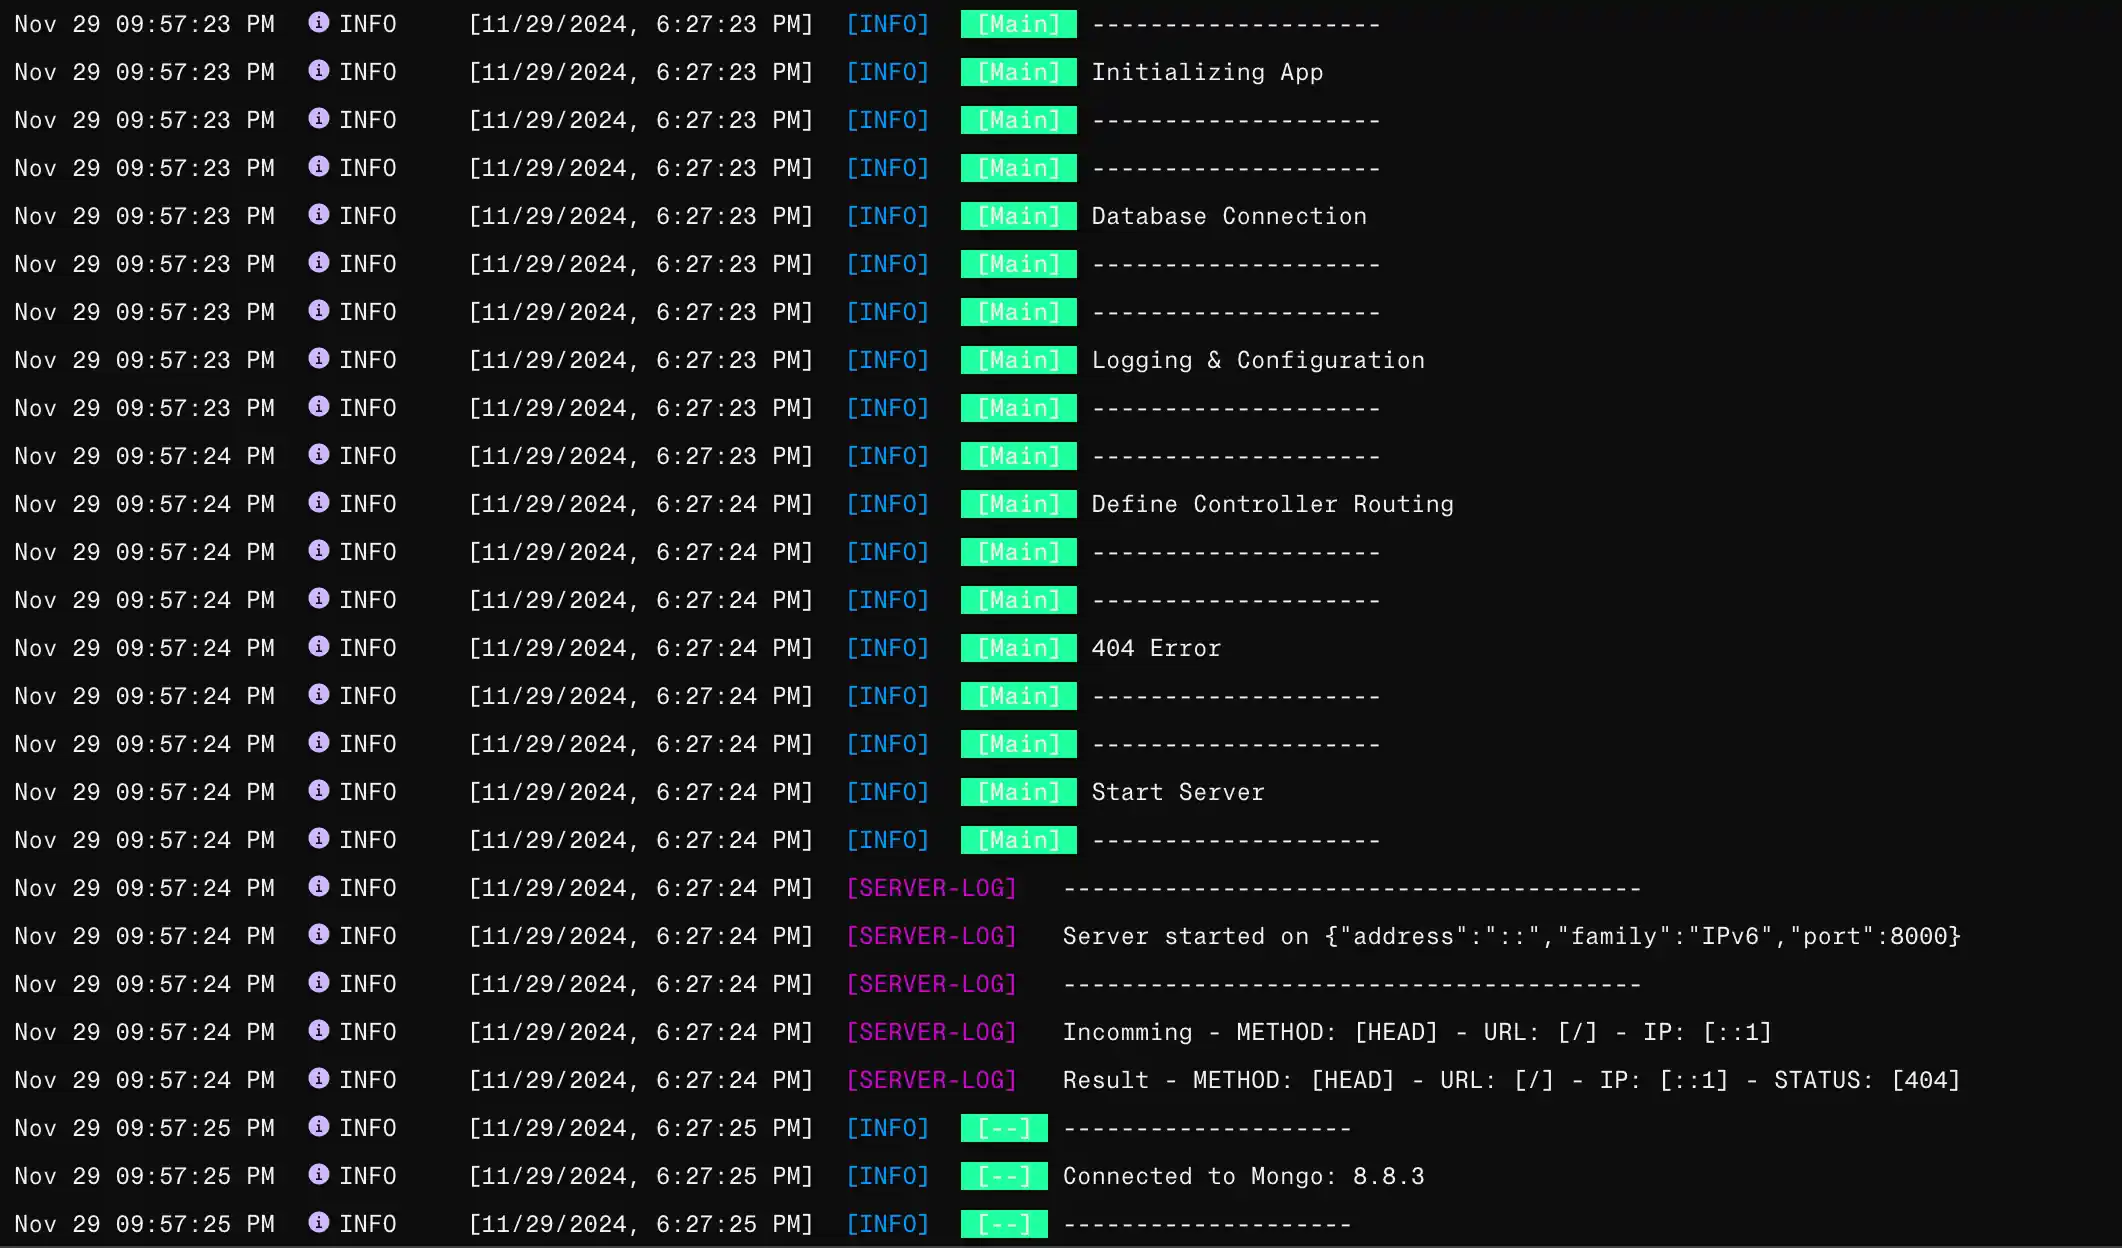 Nov 29 09:57:23 PM INFO [11/29/2024, 6:27:23 PM] [INFO] [Main] --------------------
Nov 29 09:57:23 PM INFO [11/29/2024, 6:27:23 PM] [INFO] [Main] Initializing App
Nov 29 09:57:23 PM INFO [11/29/2024, 6:27:23 PM] [INFO] [Main] --------------------
Nov 29 09:57:23 PM INFO [11/29/2024, 6:27:23 PM] [INFO] [Main] --------------------
Nov 29 09:57:23 PM INFO [11/29/2024, 6:27:23 PM] [INFO] [Main] Database Connection
Nov 29 09:57:23 PM INFO [11/29/2024, 6:27:23 PM] [INFO] [Main] --------------------
Nov 29 09:57:23 PM INFO [11/29/2024, 6:27:23 PM] [INFO] [Main] --------------------
Nov 29 09:57:23 PM INFO [11/29/2024, 6:27:23 PM] [INFO] [Main] Logging & Configuration
Nov 29 09:57:23 PM INFO [11/29/2024, 6:27:23 PM] [INFO] [Main] --------------------
Nov 29 09:57:24 PM INFO [11/29/2024, 6:27:23 PM] [INFO] [Main] --------------------
Nov 29 09:57:24 PM INFO [11/29/2024, 6:27:24 PM] [INFO] [Main] Define Controller Routing
Nov 29 09:57:24 PM INFO [11/29/2024, 6:27:24 PM] [INFO] [Main] --------------------
Nov 29 09:57:24 PM INFO [11/29/2024, 6:27:24 PM] [INFO] [Main] --------------------
Nov 29 09:57:24 PM INFO [11/29/2024, 6:27:24 PM] [INFO] [Main] 404 Error
Nov 29 09:57:24 PM INFO [11/29/2024, 6:27:24 PM] [INFO] [Main] --------------------
Nov 29 09:57:24 PM INFO [11/29/2024, 6:27:24 PM] [INFO] [Main] --------------------
Nov 29 09:57:24 PM INFO [11/29/2024, 6:27:24 PM] [INFO] [Main] Start Server
Nov 29 09:57:24 PM INFO [11/29/2024, 6:27:24 PM] [INFO] [Main] --------------------
Nov 29 09:57:24 PM INFO [11/29/2024, 6:27:24 PM] [SERVER-LOG] ----------------------------------------
Nov 29 09:57:24 PM INFO [11/29/2024, 6:27:24 PM] [SERVER-LOG] Server started on {"address":"::","family":"IPv6","port":8000}
Nov 29 09:57:24 PM INFO [11/29/2024, 6:27:24 PM] [SERVER-LOG] ----------------------------------------
Nov 29 09:57:24 PM INFO [11/29/2024, 6:27:24 PM] [SERVER-LOG] Incomming - METHOD: [HEAD] - URL: [/] - IP: [::1]
Nov 29 09:57:24 PM INFO [11/29/2024, 6:27:24 PM] [SERVER-LOG] Result - METHOD: [HEAD] - URL: [/] - IP: [::1] - STATUS: [404]
Nov 29 09:57:25 PM INFO [11/29/2024, 6:27:25 PM] [INFO] [--] --------------------
Nov 29 09:57:25 PM INFO [11/29/2024, 6:27:25 PM] [INFO] [--] Connected to Mongo: 8.8.3
Nov 29 09:57:25 PM INFO [11/29/2024, 6:27:25 PM] [INFO] [--] --------------------